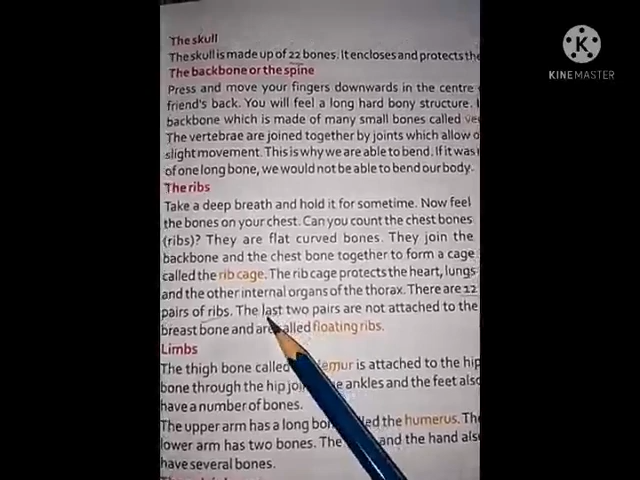 The skull
The skull is made up of 22 bones. It encloses and protects the
The backbone or the spine
Press and move your fingers downwards in the centre
friend's back. You will feel a long hard bony structure.
backbone which is made of many small bones called
The vertebrae are joined together by joints which allow
slight movement. This is why we are able to bend. If it was
of one long bone, we would not be able to bend our body.
The ribs
Take a deep breath and hold it for sometime. Now feel
the bones on your chest. Can you count the chest bones
(ribs)? They are flat curved bones. They join the
backbone and the chest bone together to form a cage
called the rib cage. The rib cage protects the heart, lungs
and the other internal organs of the thorax. There are 12
pairs of ribs. The last two pairs are not attached to the
breast bone and are called floating ribs.
Limbs
The thigh bone called femur is attached to the hip
bone through the hip ankles and the feet also
have a number of bones.
The upper arm has a long the humerus. The
lower arm has two bones. The and the hand also
have several bones.
KINEMASTER